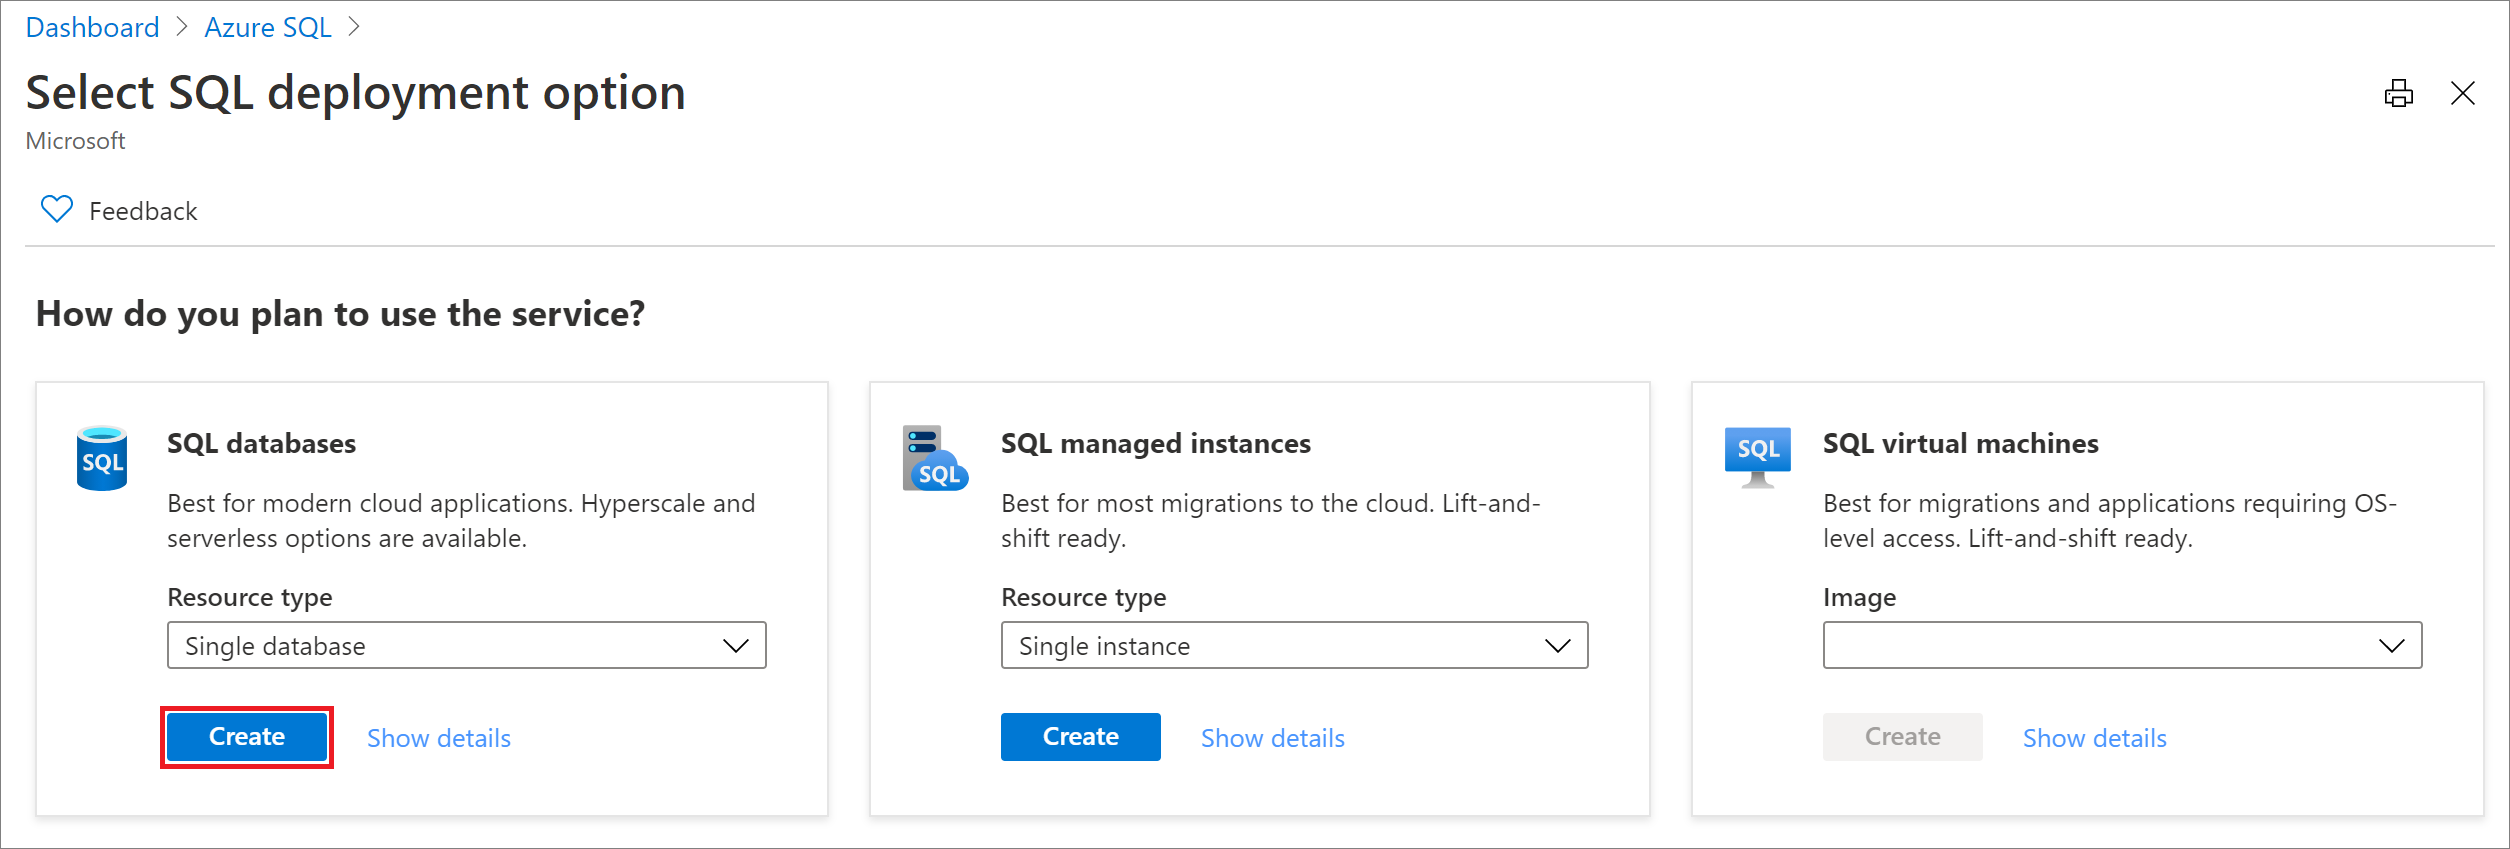 Dashboard > Azure SQL >
Select SQL deployment option
Microsoft
Feedback
How do you plan to use the service?
SQL
SQL databases
Best for modern cloud applications. Hyperscale and
serverless options are available.
Resource type
Single database
Create
Show details
SQL
SQL managed instances
Best for most migrations to the cloud. Lift-and-
shift ready.
Resource type
Single instance
Create
Show details
SQL
SQL virtual machines
Best for migrations and applications requiring OS-
level access. Lift-and-shift ready.
Image
Create
Show details